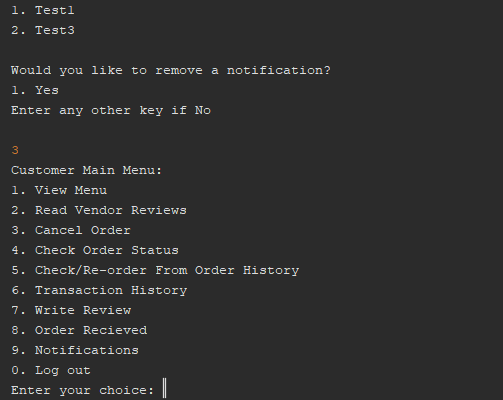 1. Test1
2. Test3
Would you like to remove a notification?
1. Yes
Enter any other key if No
3
Customer Main Menu:
1. View Menu
2. Read Vendor Reviews
3. Cancel Order
4. Check Order Status
5. Check/Re-order From Order History
6. Transaction History
7. Write Review
8. Order Recieved
9. Notifications
0. Log out
Enter your choice: